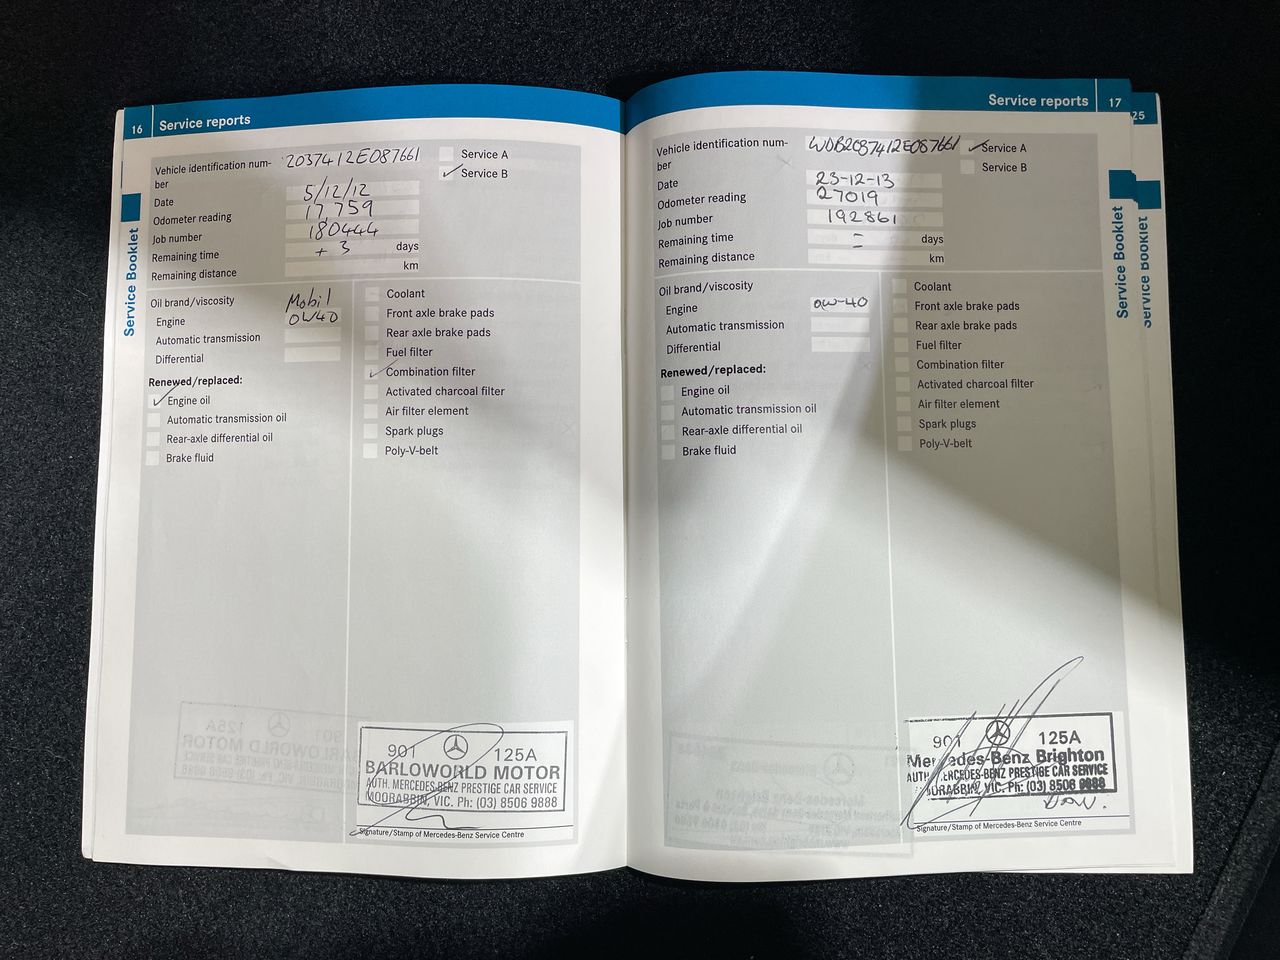 16 Service reports
Vehicle identification num-
ber
2037412E087661
Service A
Service B
Date 5/12/12
Odometer reading 17,759
Job number 180444
Remaining time + 3 days
Remaining distance km
Oil brand/viscosity Mobil
Engine 0W40
Automatic transmission
Differential
Renewed/replaced:
Engine oil
Automatic transmission oil
Rear-axle differential oil
Brake fluid
Coolant
Front axle brake pads
Rear axle brake pads
Fuel filter
Combination filter
Activated charcoal filter
Air filter element
Spark plugs
Poly-V-belt
901 125A
BARLOWORLD MOTOR
AUTH. MERCEDES-BENZ PRESTIGE CAR SERVICE
MOORABBIN, VIC. Ph: (03) 8506 9888
Signature/Stamp of Mercedes-Benz Service Centre
Service Booklet
Service reports 17
Vehicle identification num-
ber
WDB2037412E087661
Service A
Service B
Date 23-12-13
Odometer reading 27019
Job number 192861
Remaining time = days
Remaining distance km
Oil brand/viscosity
Engine 0W-40
Automatic transmission
Differential
Renewed/replaced:
Engine oil
Automatic transmission oil
Rear-axle differential oil
Brake fluid
Coolant
Front axle brake pads
Rear axle brake pads
Fuel filter
Combination filter
Activated charcoal filter
Air filter element
Spark plugs
Poly-V-belt
901 125A
Mercedes-Benz Brighton
AUTH. MERCEDES-BENZ PRESTIGE CAR SERVICE
MOORABBIN, VIC. Ph: (03) 8506 9888
Signature/Stamp of Mercedes-Benz Service Centre
Service Booklet
25
Service Booklet